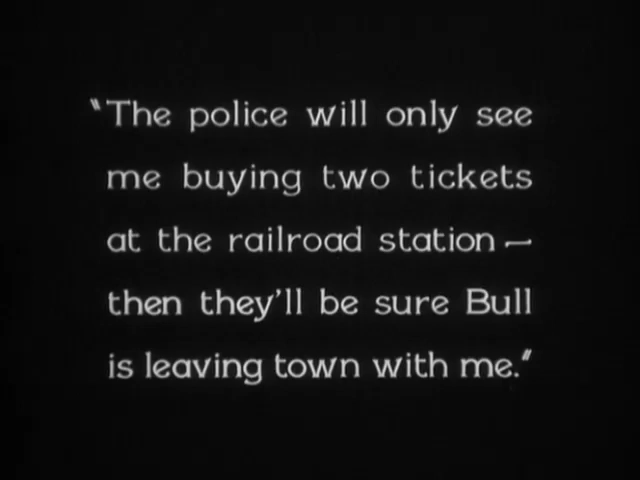 "The police will only see
me buying two tickets
at the railroad station —
then they'll be sure Bull
is leaving town with me."